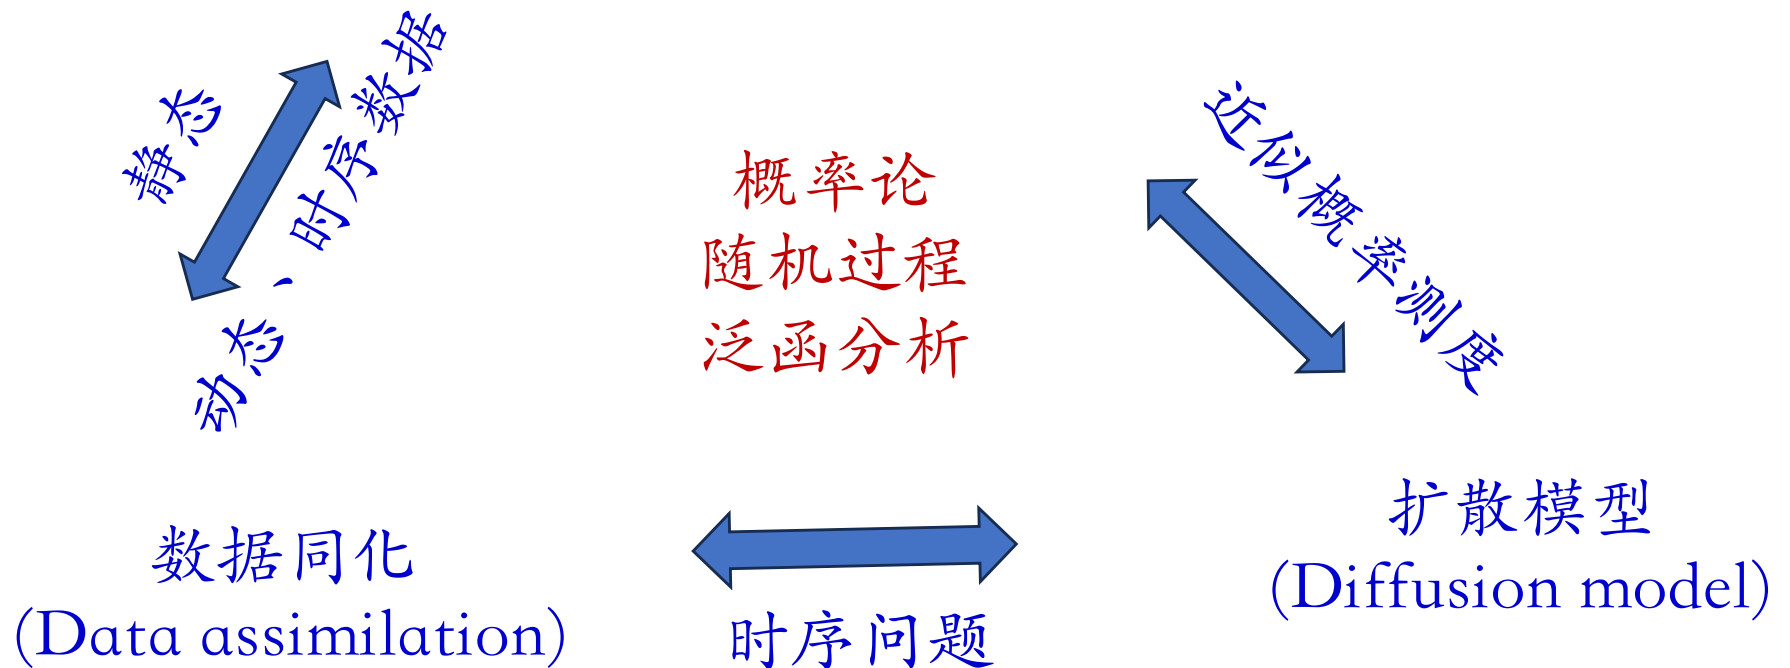 静态
动态、时序数据
概率论
随机过程
泛函分析
近似概率测度
数据同化
(Data assimilation)
时序问题
扩散模型
(Diffusion model)